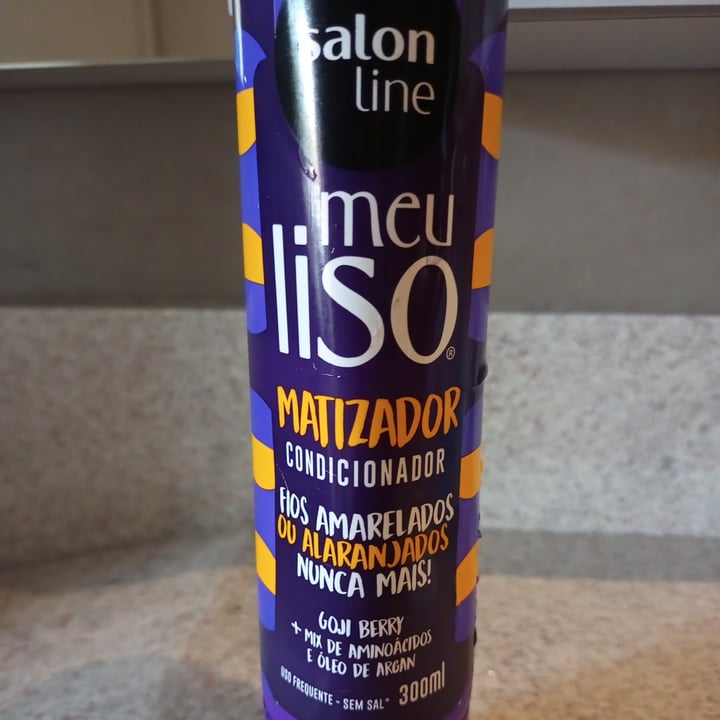 salon
line
meu
liso®
MATIZADOR
CONDICIONADOR
FIOS AMARELADOS
OU ALARANJADOS
NUNCA MAIS!
GOJI BERRY
+ MIX DE AMINOÁCIDOS
E ÓLEO DE ARGAN
USO FREQUENTE - SEM SAL* 300ml